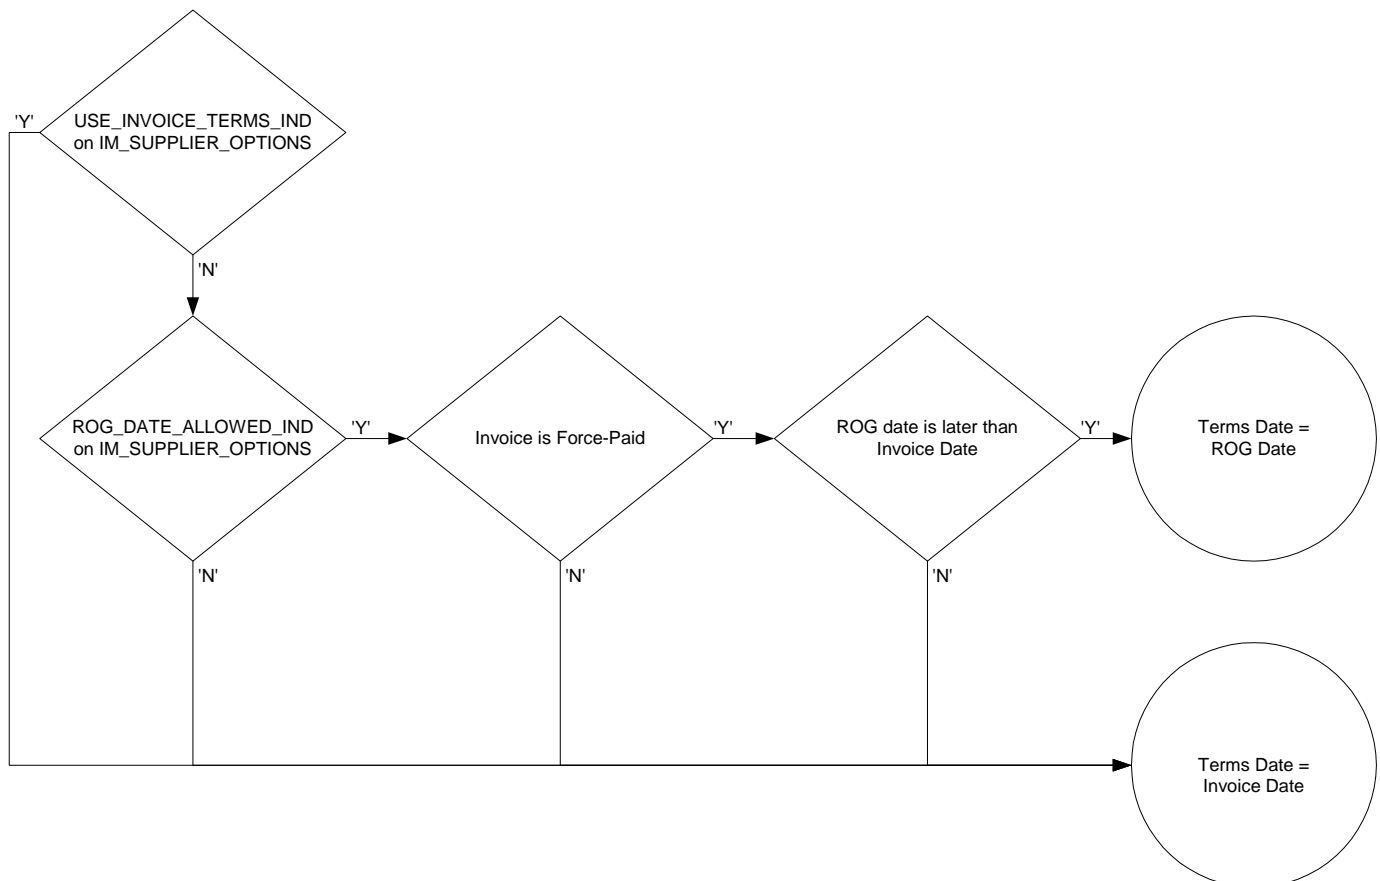 'Y'
USE_INVOICE_TERMS_IND
on IM_SUPPLIER_OPTIONS
'N'
ROG_DATE_ALLOWED_IND
on IM_SUPPLIER_OPTIONS
'Y'
Invoice is Force-Paid
'Y'
ROG date is later than
Invoice Date
'Y'
Terms Date =
ROG Date
'N'
'N'
'N'
Terms Date =
Invoice Date